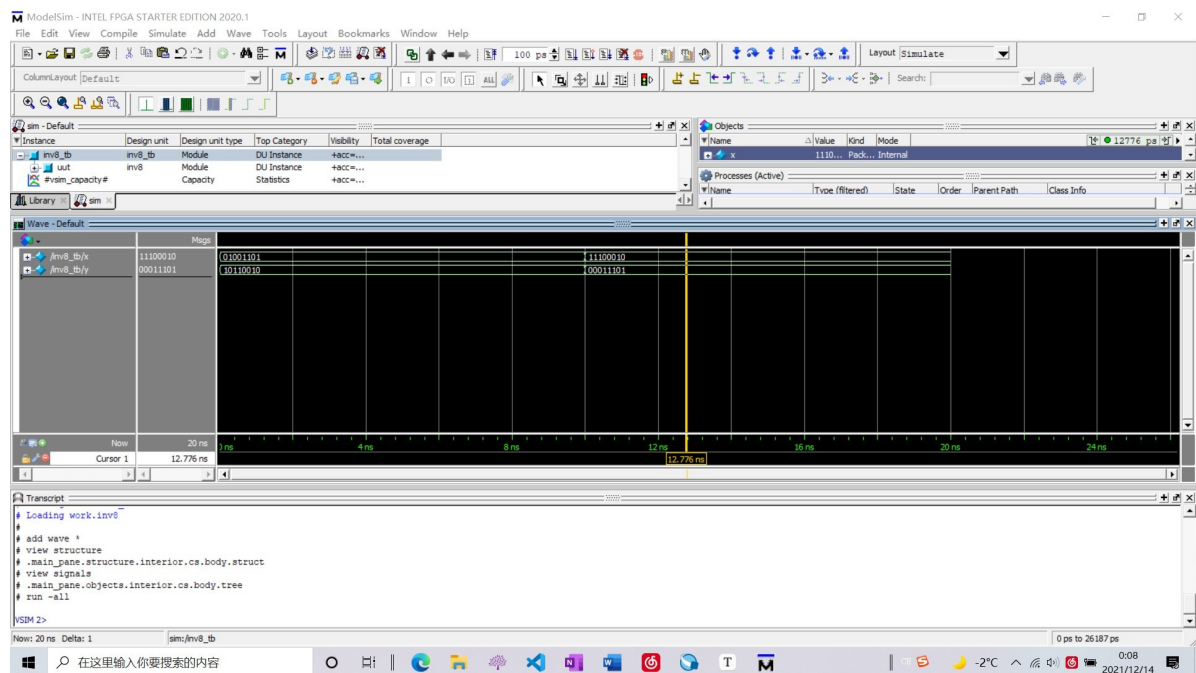 ModelSim - INTEL FPGA STARTER EDITION 2020.1
File Edit View Compile Simulate Add Wave Tools Layout Bookmarks Window Help
100 ps
Layout Simulate
ColumnLayout Default
Search:
sim - Default
Instance Design unit Design unit type Top Category Visibility Total coverage
inv8_tb inv8_tb Module DU Instance +acc=...
uut inv8 Module DU Instance +acc=...
#vsim_capacity# Capacity Statistics +acc=...
Library sim
Objects
Name Value Kind Mode 12776 ps
x 1110... Pack... Internal
Processes (Active)
Name Type (filtered) State Order Parent Path Class Info
Wave - Default
Msgs
/inv8_tb/x 11100010 01001101 11100010
/inv8_tb/y 00011101 10110010 00011101
Now 20 ns ns 4 ns 8 ns 12 ns 16 ns 20 ns 24 ns
Cursor 1 12.776 ns 12.776 ns
Transcript
# Loading work.inv8
#
# add wave *
# view structure
# .main_pane.structure.interior.cs.body.struct
# view signals
# .main_pane.objects.interior.cs.body.tree
# run -all
VSIM 2>
Now: 20 ns Delta: 1 sim:/inv8_tb 0 ps to 26187 ps
在这里输入你要搜索的内容
-2°C
0:08
2021/12/14